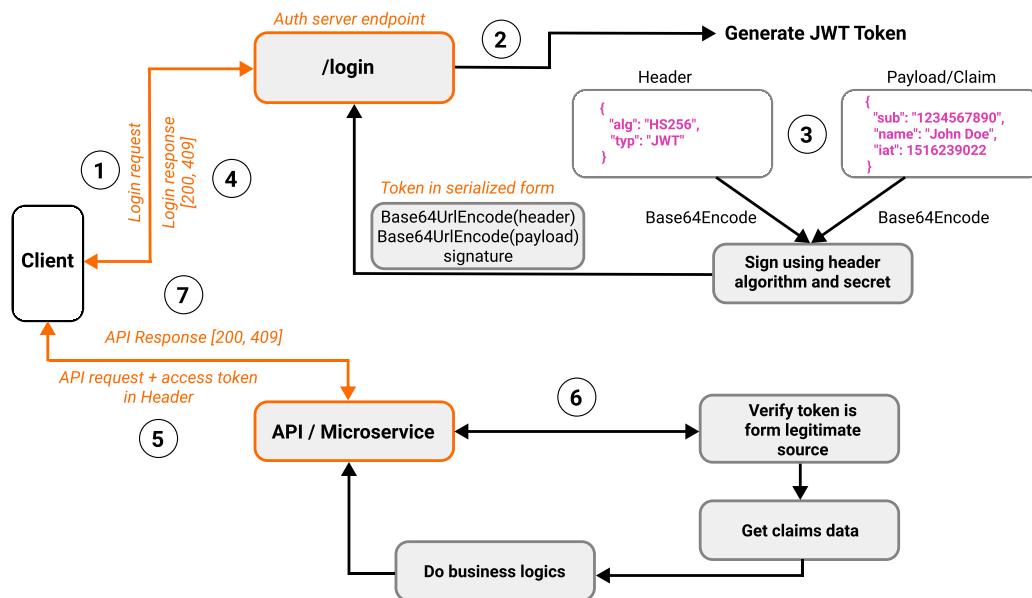 Auth server endpoint
/login
2
Generate JWT Token
Header
{
"alg": "HS256",
"typ": "JWT"
}
Payload/Claim
{
"sub": "1234567890",
"name": "John Doe",
"iat": 1516239022
}
3
1
Login request
Login response
[200, 409]
4
Token in serialized form
Base64UrlEncode(header)
Base64UrlEncode(payload)
signature
Base64Encode
Base64Encode
Sign using header
algorithm and secret
Client
7
API Response [200, 409]
API request + access token
in Header
5
API / Microservice
6
Verify token is
form legitimate
source
Get claims data
Do business logics